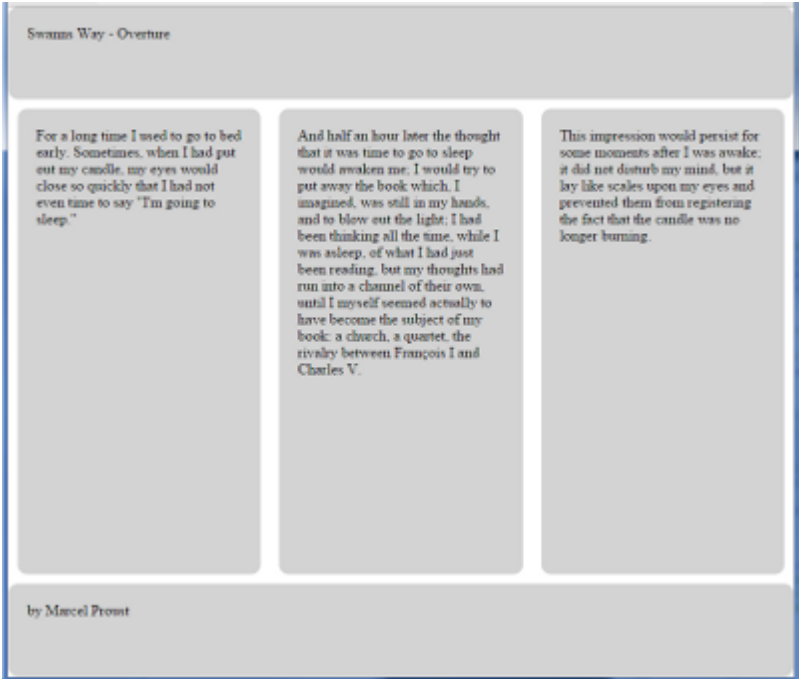 Swanns Way - Overture
For a long time I used to go to bed
early. Sometimes, when I had put
out my candle, my eyes would
close so quickly that I had not
even time to say "I'm going to
sleep."
And half an hour later the thought
that it was time to go to sleep
would awaken me; I would try to
put away the book which, I
imagined, was still in my hands,
and to blow out the light; I had
been thinking all the time, while I
was asleep, of what I had just
been reading, but my thoughts had
run into a channel of their own,
until I myself seemed actually to
have become the subject of my
book: a church, a quartet, the
rivalry between François I and
Charles V.
This impression would persist for
some moments after I was awake;
it did not disturb my mind, but it
lay like scales upon my eyes and
prevented them from registering
the fact that the candle was no
longer burning.
by Marcel Proust